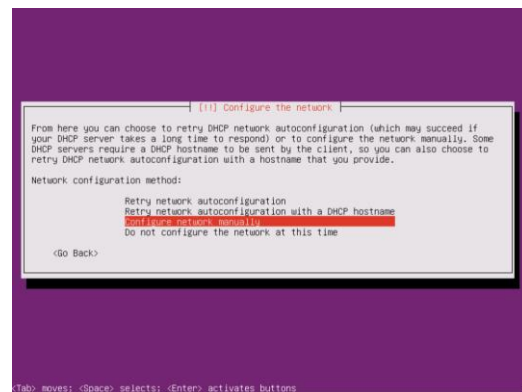 [!!] Configure the network
From here you can choose to retry DHCP network autoconfiguration (which may succeed if
your DHCP server takes a long time to respond) or to configure the network manually. Some
DHCP servers require a DHCP hostname to be sent by the client, so you can also choose to
retry DHCP network autoconfiguration with a hostname that you provide.
Network configuration method:
Retry network autoconfiguration
Retry network autoconfiguration with a DHCP hostname
Configure network manually
Do not configure the network at this time
<Go Back>
<Tab> moves; <Space> selects; <Enter> activates buttons